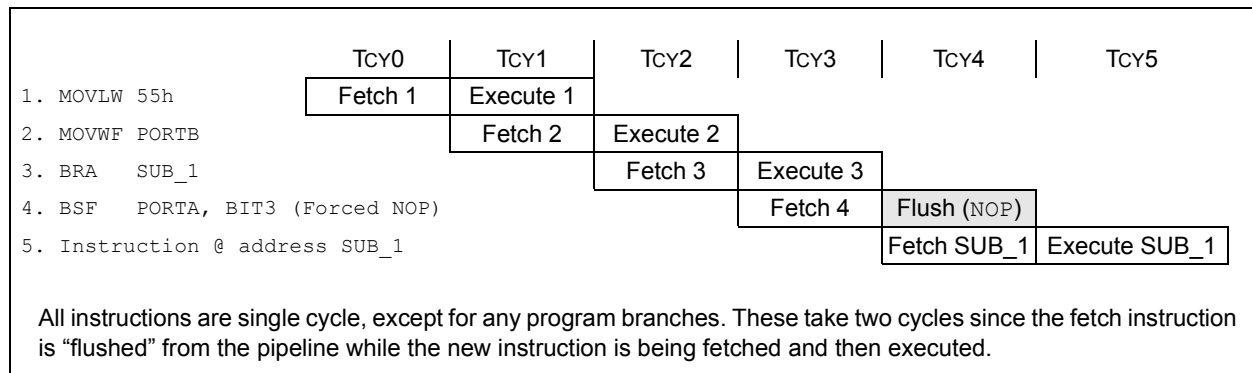 TCY0 TCY1 TCY2 TCY3 TCY4 TCY5
1. MOVLW 55h Fetch 1 Execute 1
2. MOVWF PORTB Fetch 2 Execute 2
3. BRA SUB_1 Fetch 3 Execute 3
4. BSF PORTA, BIT3 (Forced NOP) Fetch 4 Flush (NOP)
5. Instruction @ address SUB_1 Fetch SUB_1 Execute SUB_1
All instructions are single cycle, except for any program branches. These take two cycles since the fetch instruction
is “flushed” from the pipeline while the new instruction is being fetched and then executed.